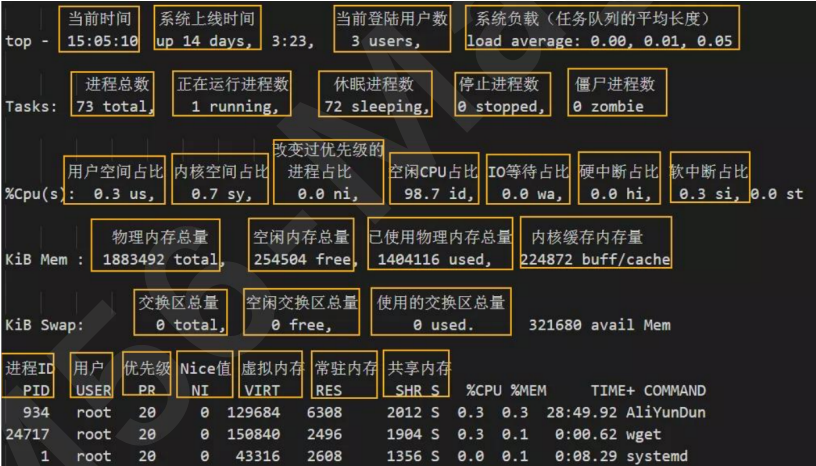 当前时间 系统上线时间 当前登陆用户数 系统负载（任务队列的平均长度）
top - 15:05:10 up 14 days, 3:23, 3 users, load average: 0.00, 0.01, 0.05
进程总数 正在运行进程数 休眠进程数 停止进程数 僵尸进程数
Tasks: 73 total, 1 running, 72 sleeping, 0 stopped, 0 zombie
改变过优先级的
用户空间占比 内核空间占比 进程占比 空闲CPU占比 IO等待占比 硬中断占比 软中断占比
%Cpu(s): 0.3 us, 0.7 sy, 0.0 ni, 98.7 id, 0.0 wa, 0.0 hi, 0.3 si, 0.0 st
物理内存总量 空闲内存总量 已使用物理内存总量 内核缓存内存量
KiB Mem : 1883492 total, 254504 free, 1404116 used, 224872 buff/cache
交换区总量 空闲交换区总量 使用的交换区总量
KiB Swap: 0 total, 0 free, 0 used. 321680 avail Mem
进程ID 用户 优先级 Nice值 虚拟内存 常驻内存 共享内存
PID USER PR NI VIRT RES SHR S %CPU %MEM TIME+ COMMAND
934 root 20 0 129684 6308 2012 S 0.3 0.3 28:49.92 AliYunDun
24717 root 20 0 150840 2496 1904 S 0.3 0.1 0:00.62 wget
1 root 20 0 43316 2608 1356 S 0.0 0.1 0:08.29 systemd